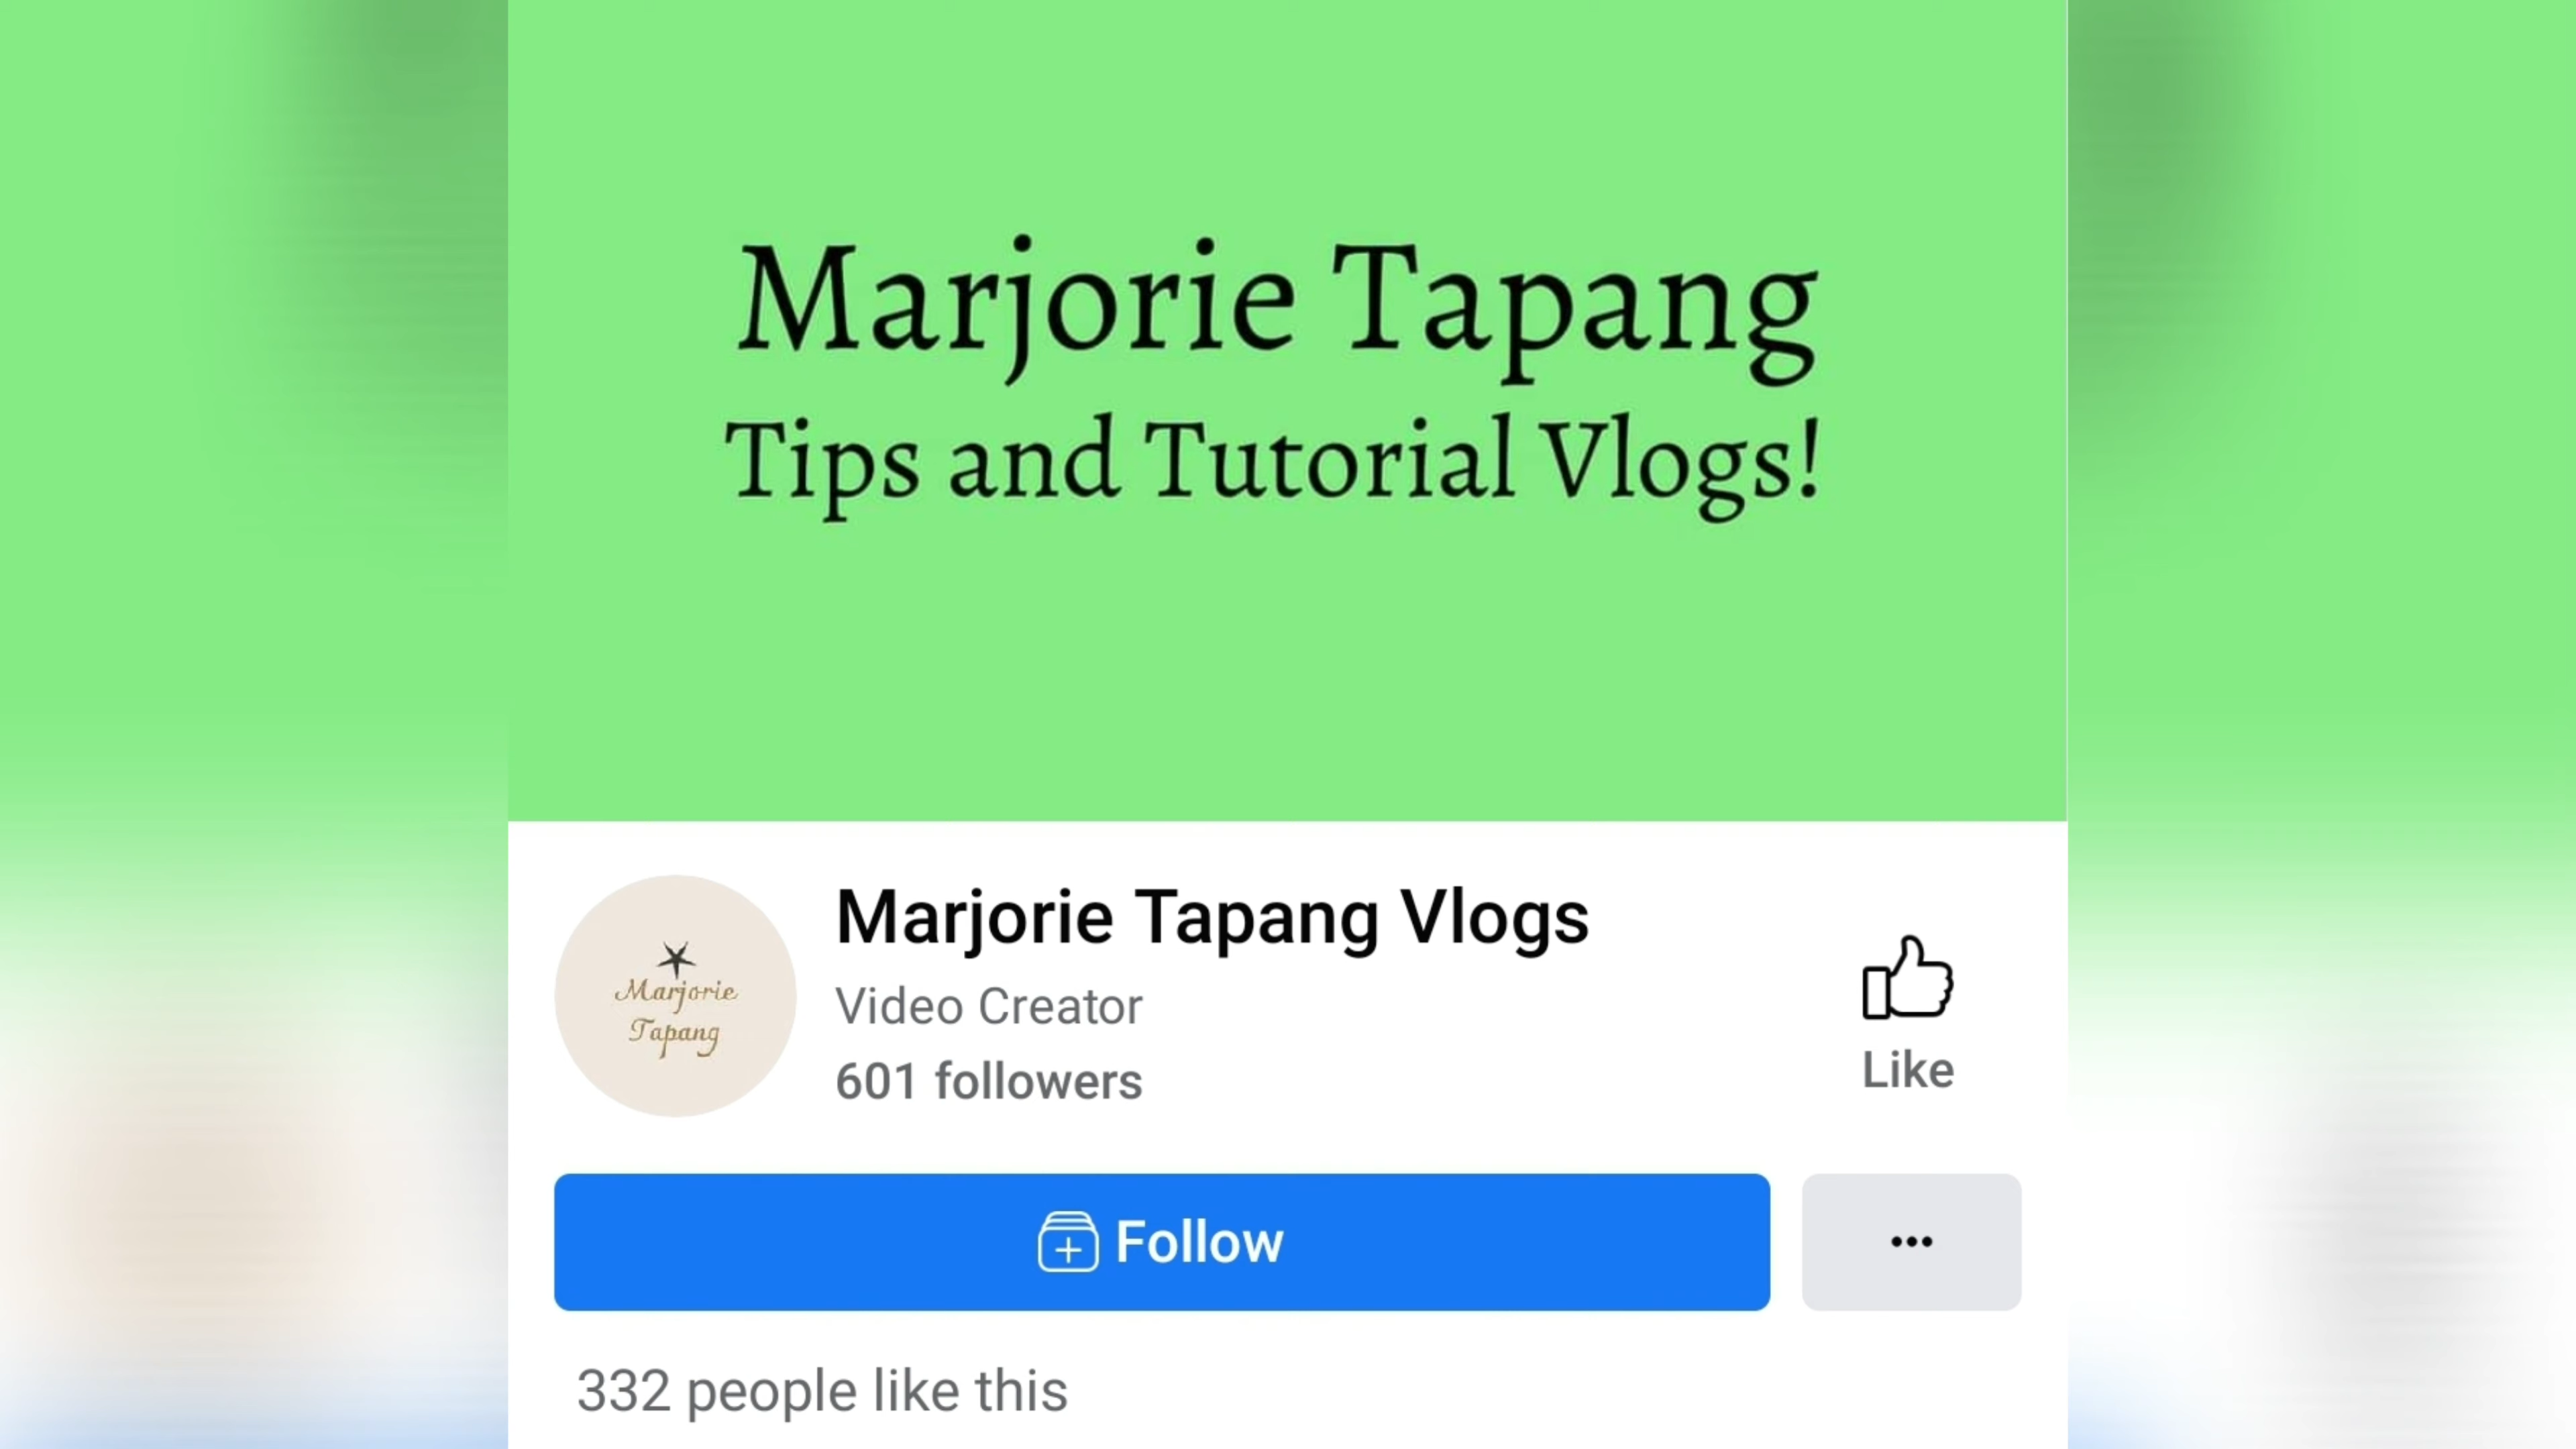 Marjorie Tapang
Tips and Tutorial Vlogs!
Marjorie
Tapang
Marjorie Tapang Vlogs
Video Creator
601 followers
Like
Follow
332 people like this